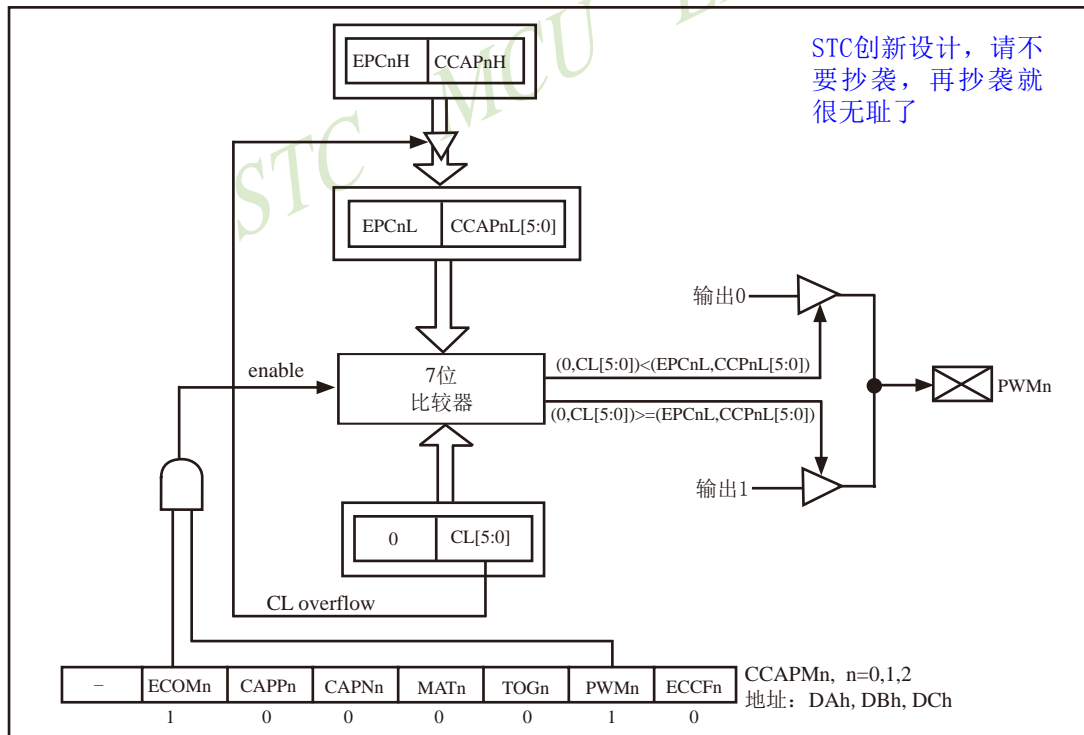 EPCnH CCAPnH
STC创新设计，请不
要抄袭，再抄袭就
很无耻了
STC MCU
EPCnL CCAPnL[5:0]
输出0
enable
7位
比较器
(0,CL[5:0])<(EPCnL,CCPnL[5:0])
PWMn
(0,CL[5:0])>=(EPCnL,CCPnL[5:0])
输出1
0 CL[5:0]
CL overflow
– ECOMn CAPPn CAPNn MATn TOGn PWMn ECCFn
CCAPMn, n=0,1,2
地址：DAh, DBh, DCh
1 0 0 0 0 1 0